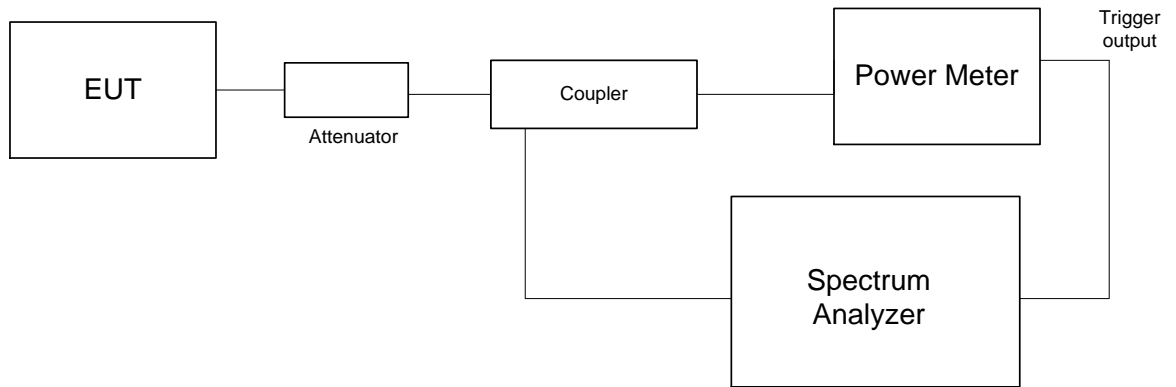 EUT
Attenuator
Coupler
Power Meter
Trigger
output
Spectrum
Analyzer